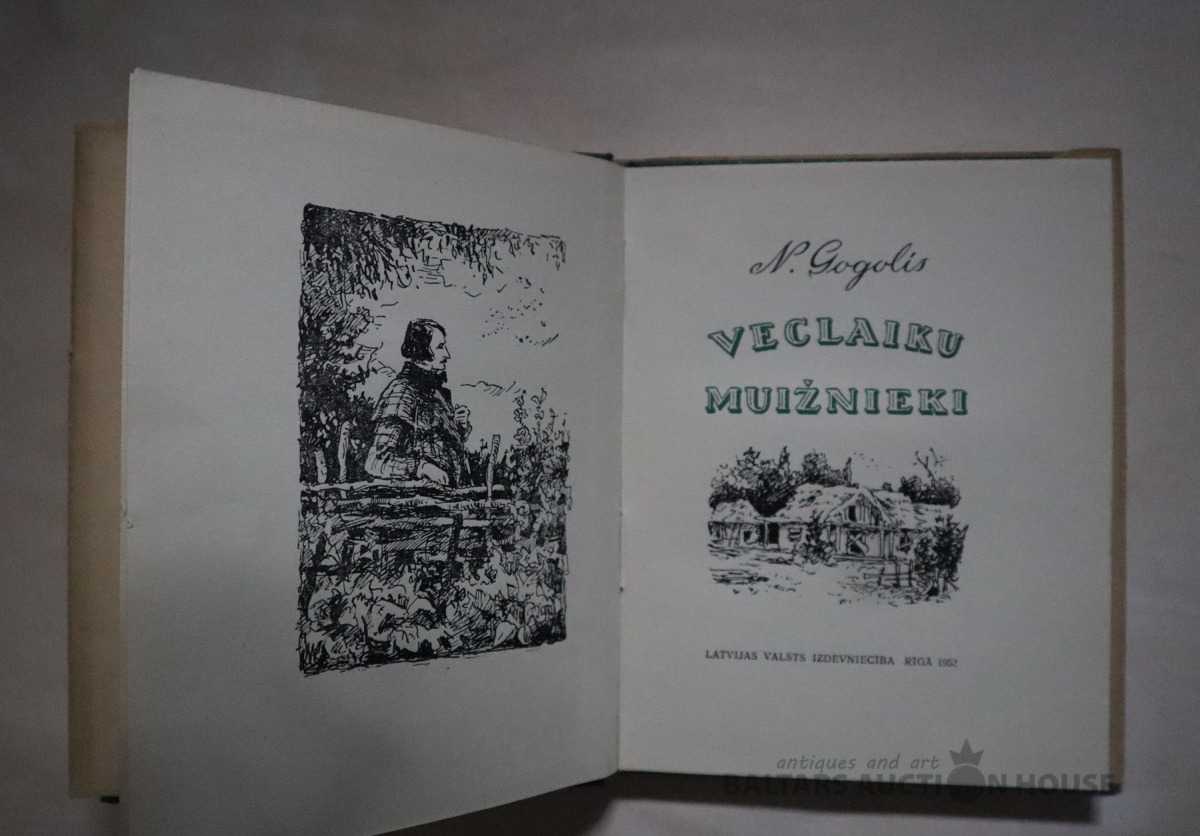 N. Gogolis
VECLAIKU
MUIŽNIEKI
LATVIJAS VALSTS IZDEVNIECĪBA RĪGĀ 1952
antiques and art
BALTARS AUCTION HOUSE